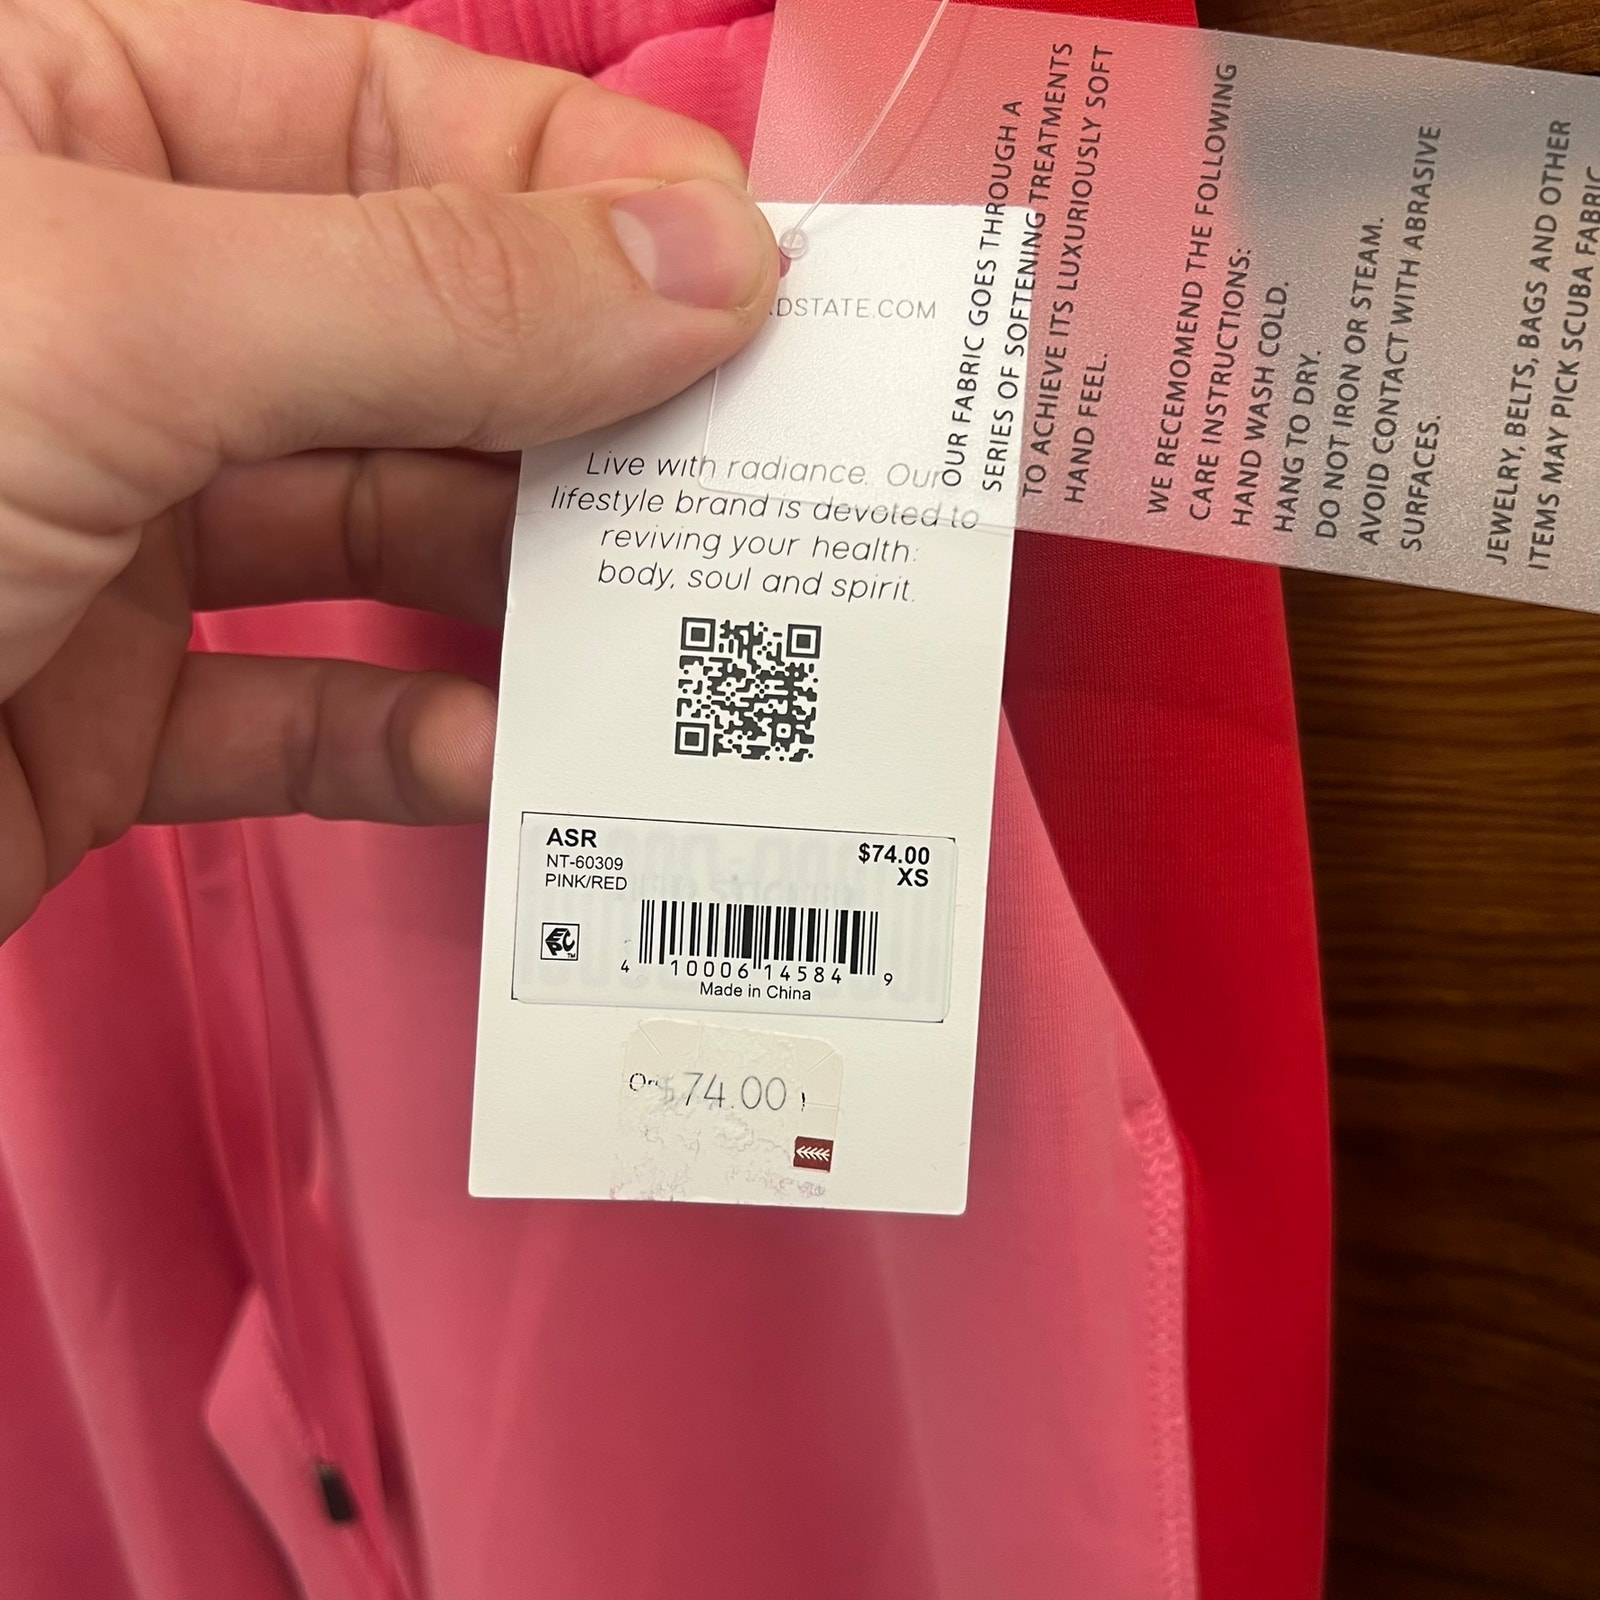 DSTATE.COM
Live with radiance. Our
lifestyle brand is devoted to
reviving your health:
body, soul and spirit.
ASR
NT-60309
PINK/RED
$74.00
XS
4 10006 14584 9
Made in China
$74.00
OUR FABRIC GOES THROUGH A
SERIES OF SOFTENING TREATMENTS
TO ACHIEVE ITS LUXURIOUSLY SOFT
HAND FEEL.
WE RECEMOMEND THE FOLLOWING
CARE INSTRUCTIONS:
HAND WASH COLD.
HANG TO DRY.
DO NOT IRON OR STEAM.
AVOID CONTACT WITH ABRASIVE
SURFACES.
JEWELRY, BELTS, BAGS AND OTHER
ITEMS MAY PICK SCUBA FABRIC